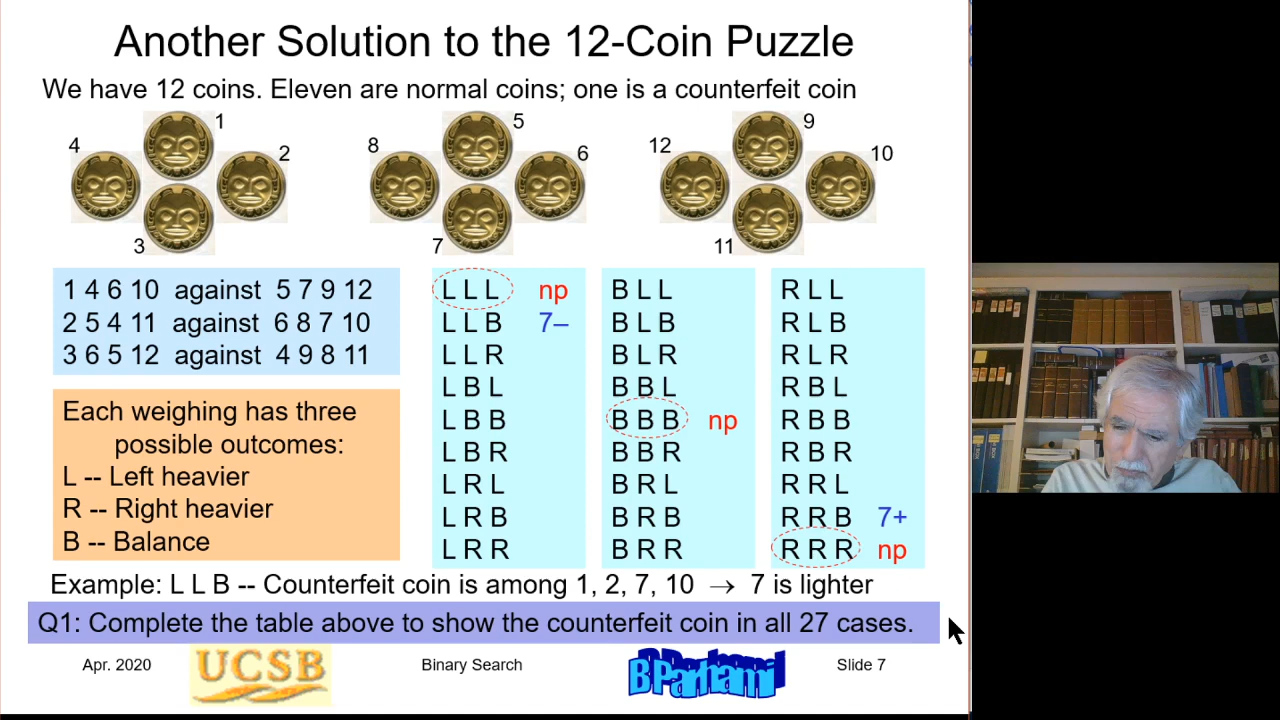 Another Solution to the 12-Coin Puzzle
We have 12 coins. Eleven are normal coins; one is a counterfeit coin
4 1 2 3
8 5 6 7
12 9 10 11
1 4 6 10 against 5 7 9 12
2 5 4 11 against 6 8 7 10
3 6 5 12 against 4 9 8 11
Each weighing has three
possible outcomes:
L -- Left heavier
R -- Right heavier
B -- Balance
L L L np
L L B 7–
L L R
L B L
L B B
L B R
L R L
L R B
L R R
B L L
B L B
B L R
B B L
B B B np
B B R
B R L
B R B
B R R
R L L
R L B
R L R
R B L
R B B
R B R
R R L
R R B 7+
R R R np
Example: L L B -- Counterfeit coin is among 1, 2, 7, 10 → 7 is lighter
Q1: Complete the table above to show the counterfeit coin in all 27 cases.
Apr. 2020 UCSB Binary Search B Parhami Slide 7